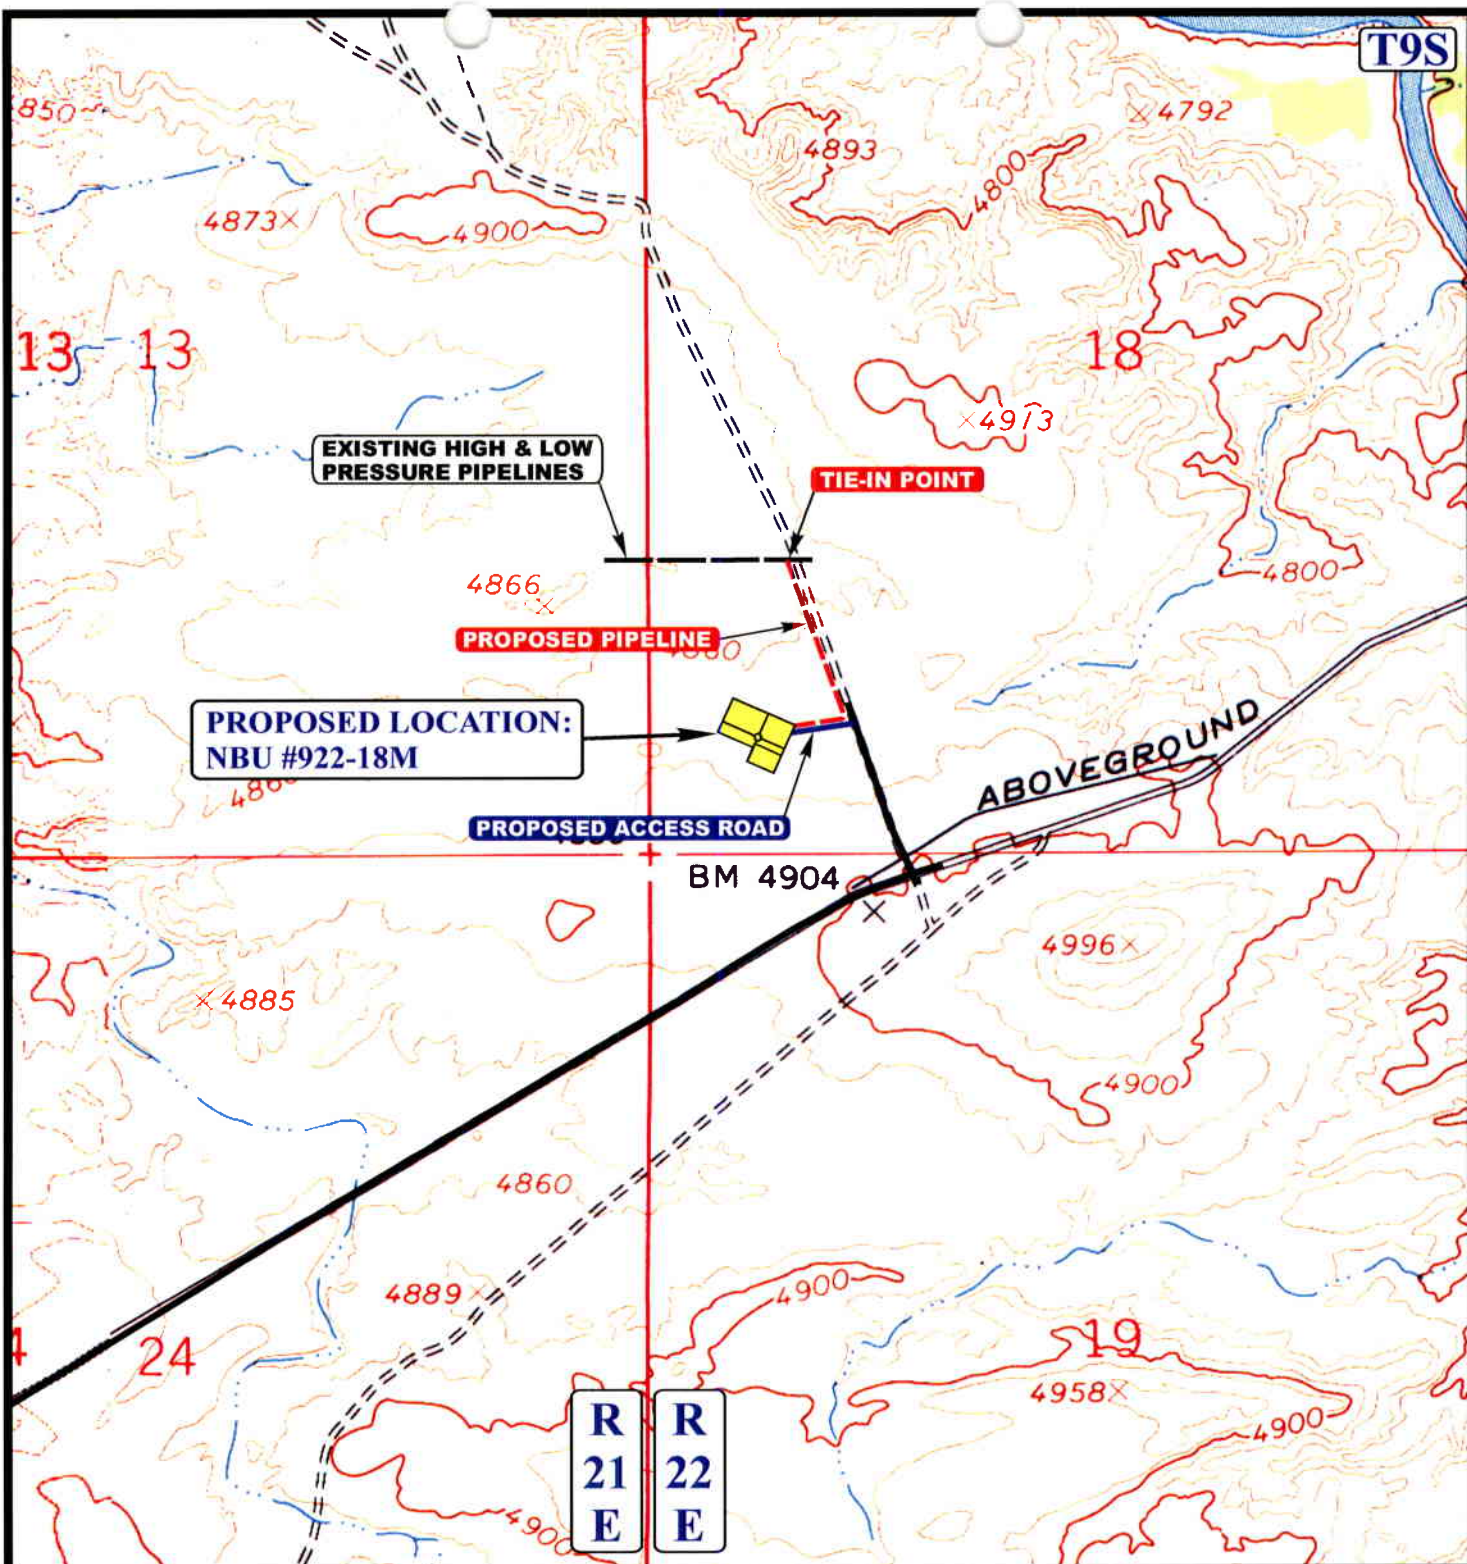 T9S
850
4792
4893
4800
4873
4900
13
13
18
4913
EXISTING HIGH & LOW
PRESSURE PIPELINES
TIE-IN POINT
4866
4800
PROPOSED PIPELINE
PROPOSED LOCATION:
NBU #922-18M
ABOVEGROUND
PROPOSED ACCESS ROAD
BM 4904
4996
4885
4900
4860
4889
4900
24
19
4958
4900
R
21
E
R
22
E
4900